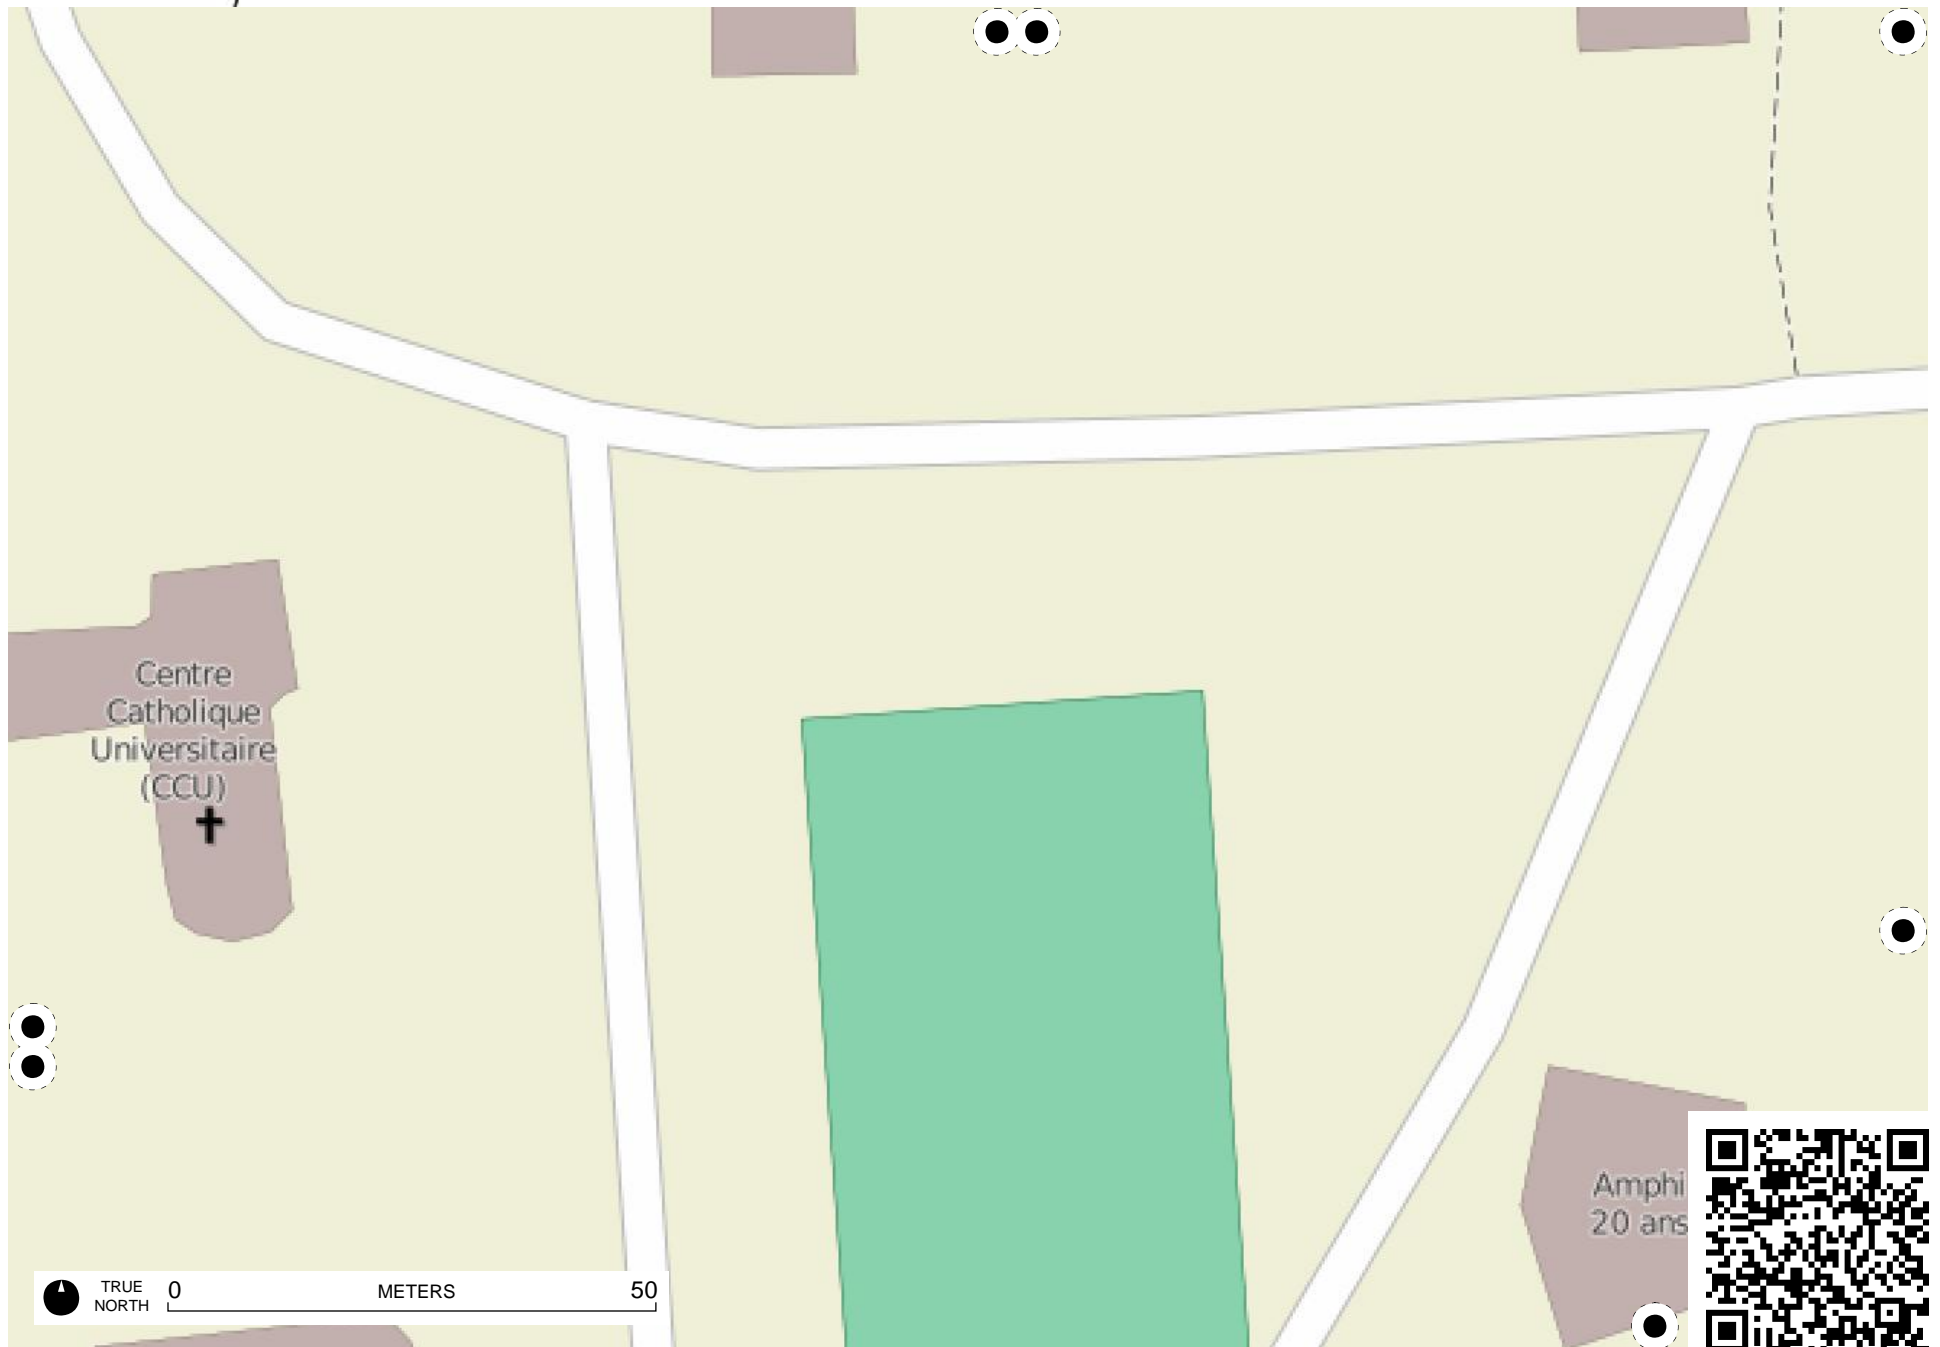 Centre
Catholique
Universitaire
(CCU)
Amphi
20 ans
TRUE
NORTH
0 METERS 50